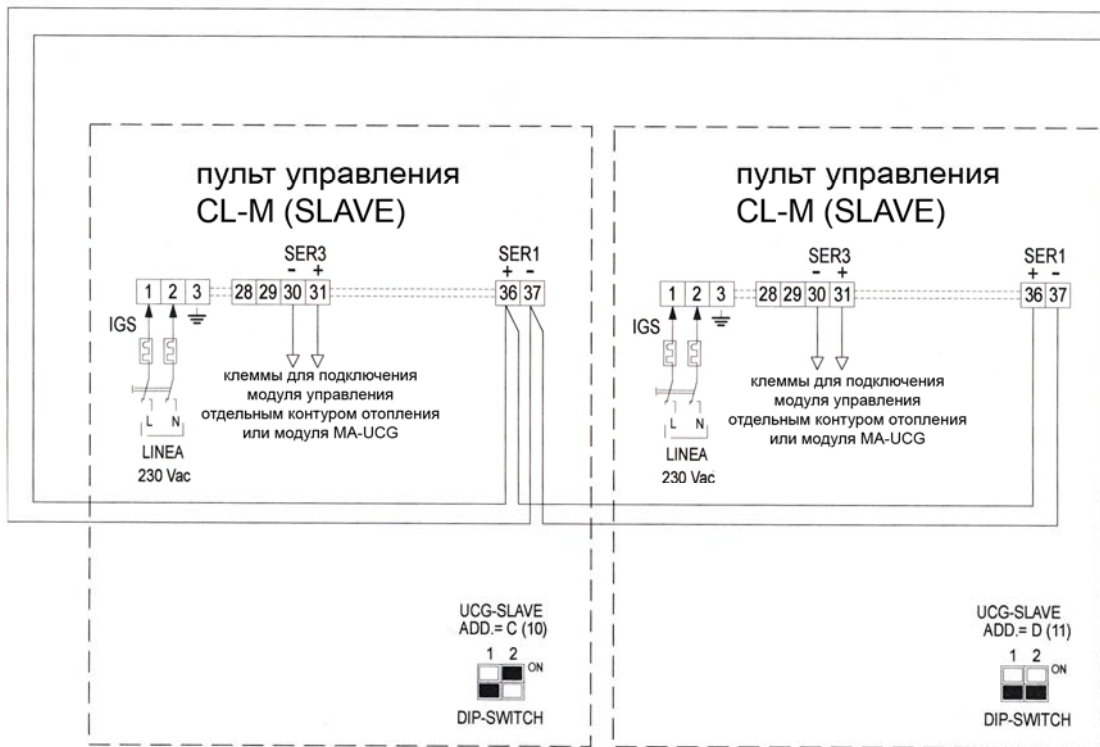 пульт управления
CL-M (SLAVE)
SER3
- +
SER1
+ -
1 2 3
28 29 30 31
36 37
IGS
клеммы для подключения
модуля управления
отдельным контуром отопления
или модуля MA-UCG
L N
LINEA
230 Vac
UCG-SLAVE
ADD.= C (10)
1 2
ON
DIP-SWITCH
пульт управления
CL-M (SLAVE)
SER3
- +
SER1
+ -
1 2 3
28 29 30 31
36 37
IGS
клеммы для подключения
модуля управления
отдельным контуром отопления
или модуля MA-UCG
L N
LINEA
230 Vac
UCG-SLAVE
ADD.= D (11)
1 2
ON
DIP-SWITCH